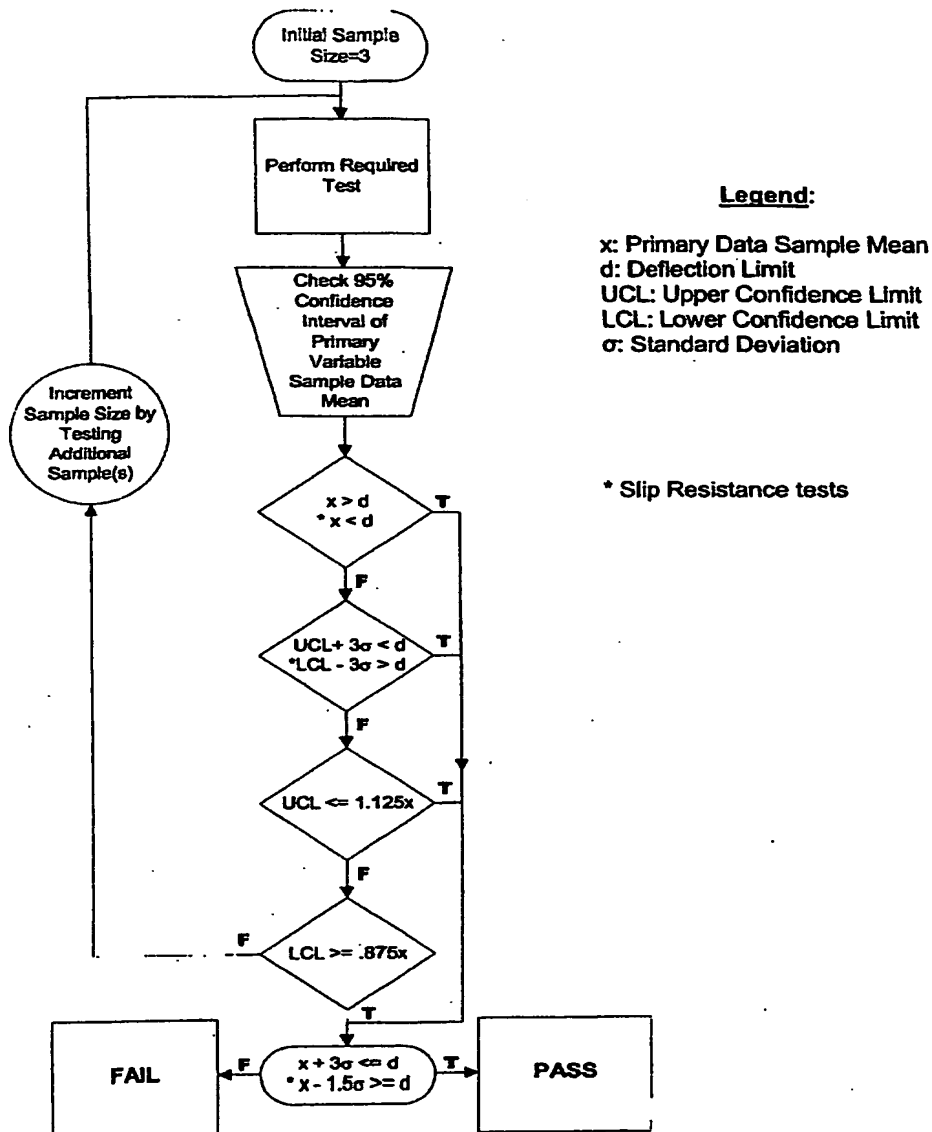 Initial Sample
Size=3
Perform Required
Test
Legend:
x: Primary Data Sample Mean
d: Deflection Limit
UCL: Upper Confidence Limit
LCL: Lower Confidence Limit
σ: Standard Deviation
Check 95%
Confidence
Interval of
Primary
Variable
Sample Data
Mean
Increment
Sample Size by
Testing
Additional
Sample(s)
* Slip Resistance tests
x > d
* x < d
T
F
UCL+ 3σ < d
*LCL - 3σ > d
T
F
UCL <= 1.125x
T
F
LCL >= .875x
F
T
x + 3σ <= d
* x - 1.5σ >= d
F
T
FAIL
PASS